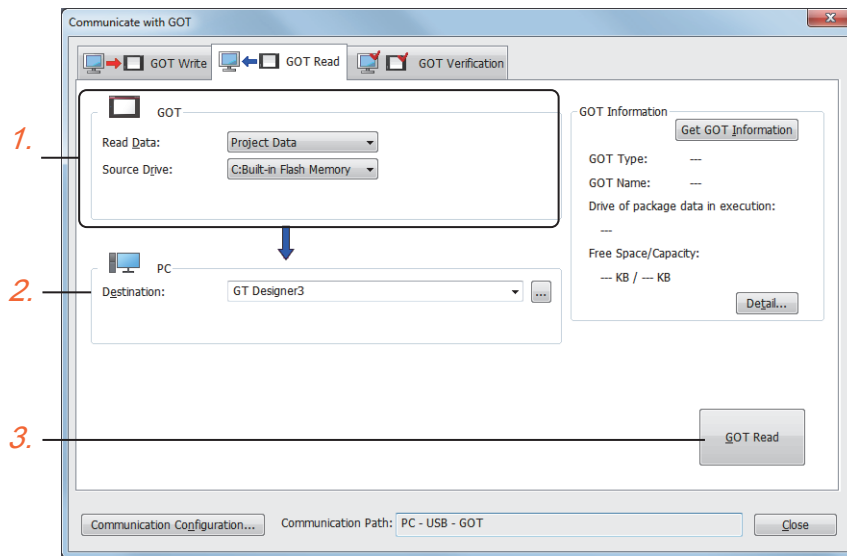 Communicate with GOT
GOT Write
GOT Read
GOT Verification
1.
GOT
Read Data:
Project Data
Source Drive:
C:Built-in Flash Memory
GOT Information
Get GOT Information
GOT Type: ---
GOT Name: ---
Drive of package data in execution:
---
Free Space/Capacity:
--- KB / --- KB
Detail...
2.
PC
Destination:
GT Designer3
...
3.
GOT Read
Communication Configuration...
Communication Path:
PC - USB - GOT
Close